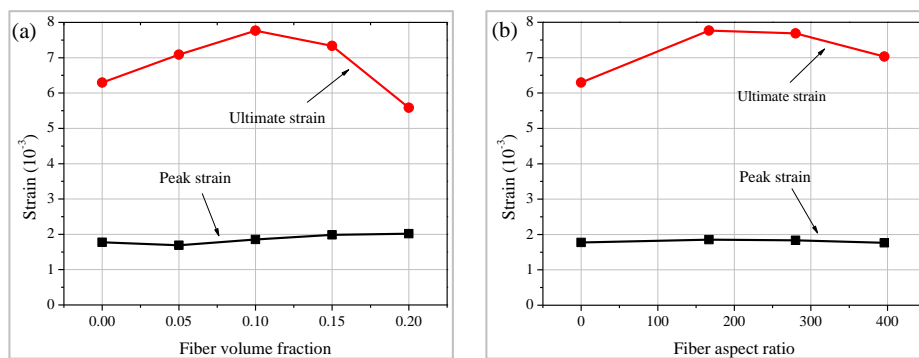 (a)
8
7
6
5
4
3
2
1
0
Strain (10⁻³)
Ultimate strain
Peak strain
0.00 0.05 0.10 0.15 0.20
Fiber volume fraction
(b)
8
7
6
5
4
3
2
1
0
Strain (10⁻³)
Ultimate strain
Peak strain
0 100 200 300 400
Fiber aspect ratio